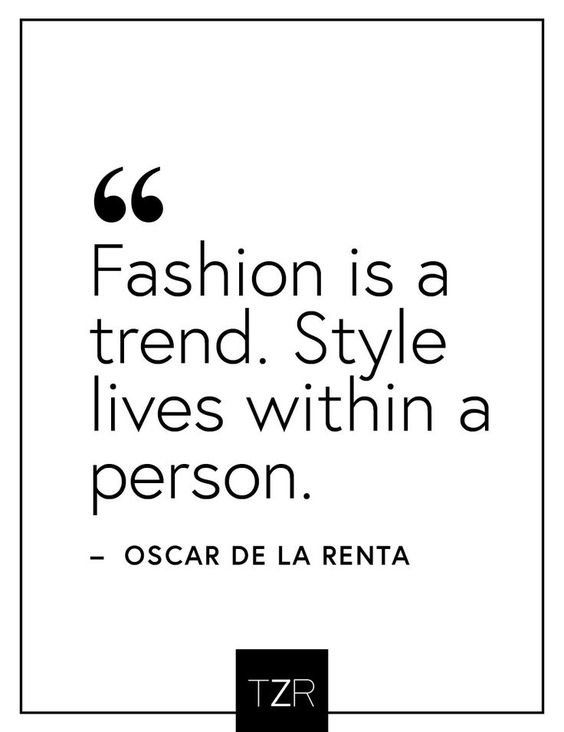 “
Fashion is a
trend. Style
lives within a
person.
– OSCAR DE LA RENTA
TZR